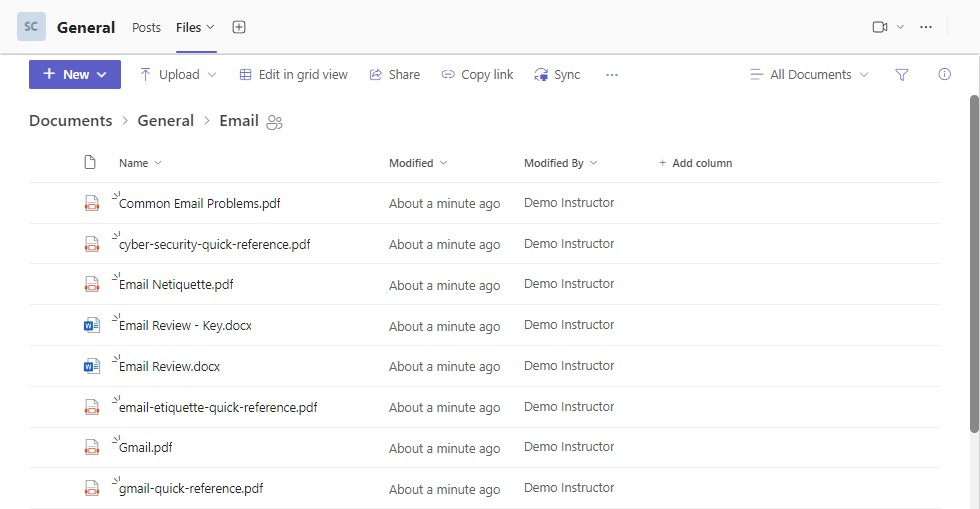 SC General Posts Files
+ New Upload Edit in grid view Share Copy link Sync ... All Documents
Documents > General > Email
Name Modified Modified By + Add column
Common Email Problems.pdf About a minute ago Demo Instructor
cyber-security-quick-reference.pdf About a minute ago Demo Instructor
Email Netiquette.pdf About a minute ago Demo Instructor
Email Review - Key.docx About a minute ago Demo Instructor
Email Review.docx About a minute ago Demo Instructor
email-etiquette-quick-reference.pdf About a minute ago Demo Instructor
Gmail.pdf About a minute ago Demo Instructor
gmail-quick-reference.pdf About a minute ago Demo Instructor